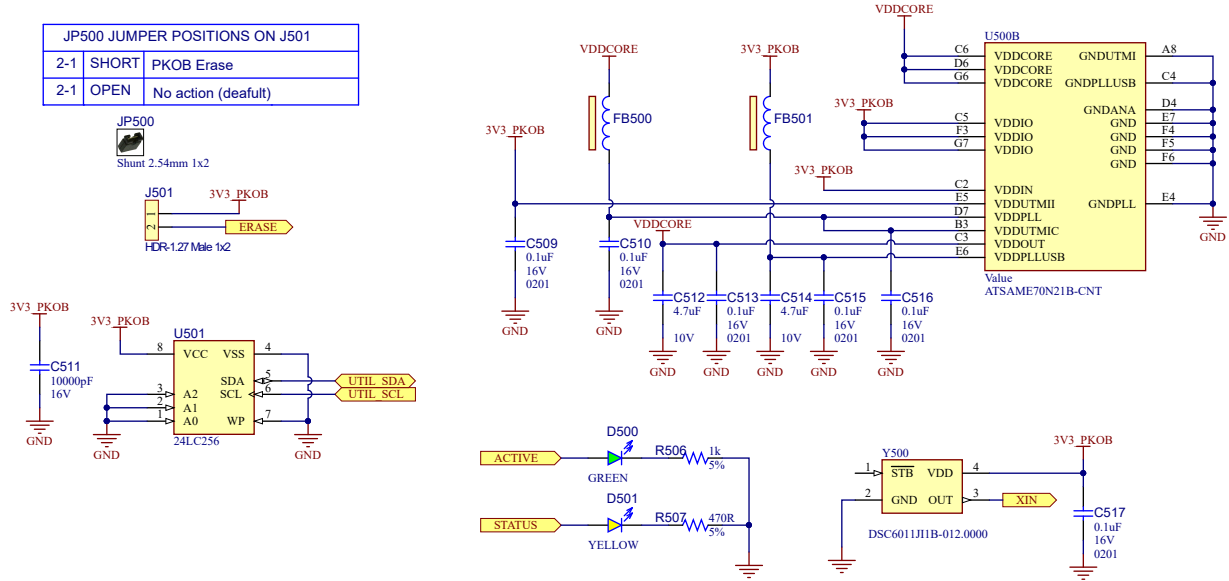 JP500 JUMPER POSITIONS ON J501
2-1 SHORT PKOB Erase
2-1 OPEN No action (deafult)
JP500
Shunt 2.54mm 1x2
J501
3V3_PKOB
1
2
ERASE
HDR-1.27 Male 1x2
3V3_PKOB
C511
10000pF
16V
GND
3V3_PKOB
U501
8 VCC VSS 4
SDA 5 UTIL_SDA
3 A2 SCL 6 UTIL_SCL
2 A1
1 A0 WP 7
24LC256
GND
GND
VDDCORE
FB500
3V3_PKOB
FB501
3V3_PKOB
C509
0.1uF
16V
0201
GND
C510
0.1uF
16V
0201
GND
VDDCORE
C512
4.7uF
10V
GND
C513
0.1uF
16V
0201
GND
C514
4.7uF
10V
GND
C515
0.1uF
16V
0201
GND
C516
0.1uF
16V
0201
GND
VDDCORE
3V3_PKOB
3V3_PKOB
U500B
C6 VDDCORE GNDUTMI A8
D6 VDDCORE
G6 VDDCORE GNDPLLUSB C4
GNDANA D4
C5 VDDIO GND E7
F3 VDDIO GND F4
G7 VDDIO GND F5
GND F6
C2 VDDIN
E5 VDDUTMII GNDPLL E4
D7 VDDPLL
B3 VDDUTMIC
C3 VDDOUT
E6 VDDPLLUSB
Value
ATSAME70N21B-CNT
GND
ACTIVE
D500
GREEN
R506
1k
5%
STATUS
D501
YELLOW
R507
470R
5%
GND
Y500
1 STB VDD 4
2 GND OUT 3
XIN
DSC6011JI1B-012.0000
GND
3V3_PKOB
C517
0.1uF
16V
0201
GND